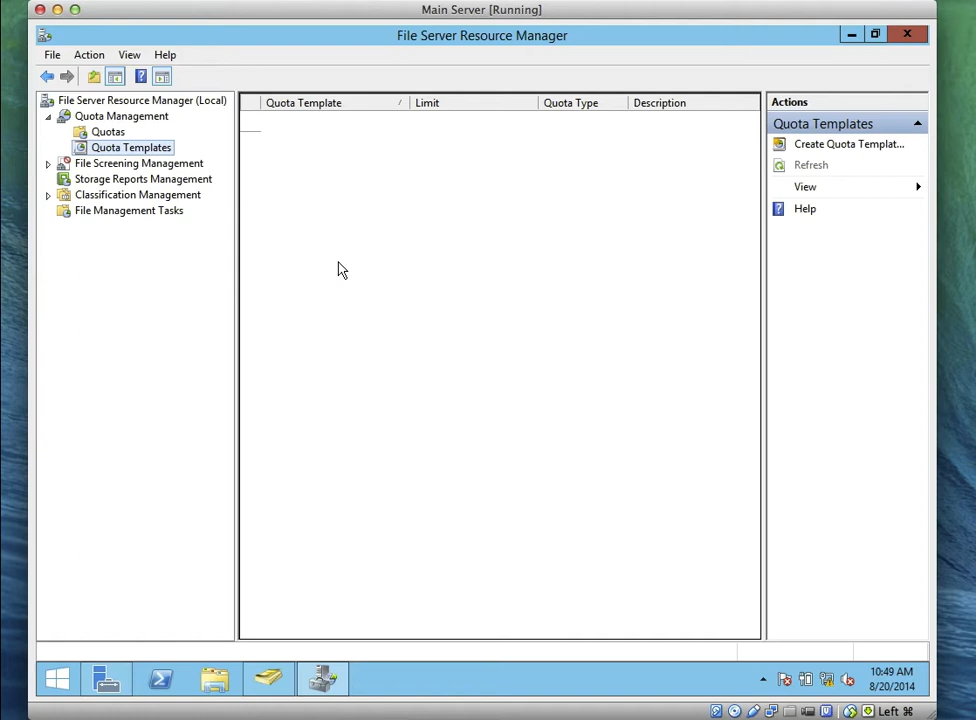 Main Server [Running]
File Server Resource Manager
File Action View Help
File Server Resource Manager (Local)
Quota Management
Quotas
Quota Templates
File Screening Management
Storage Reports Management
Classification Management
File Management Tasks
Quota Template Limit Quota Type Description
Actions
Quota Templates
Create Quota Templat...
Refresh
View
Help
10:49 AM
8/20/2014
Left ⌘